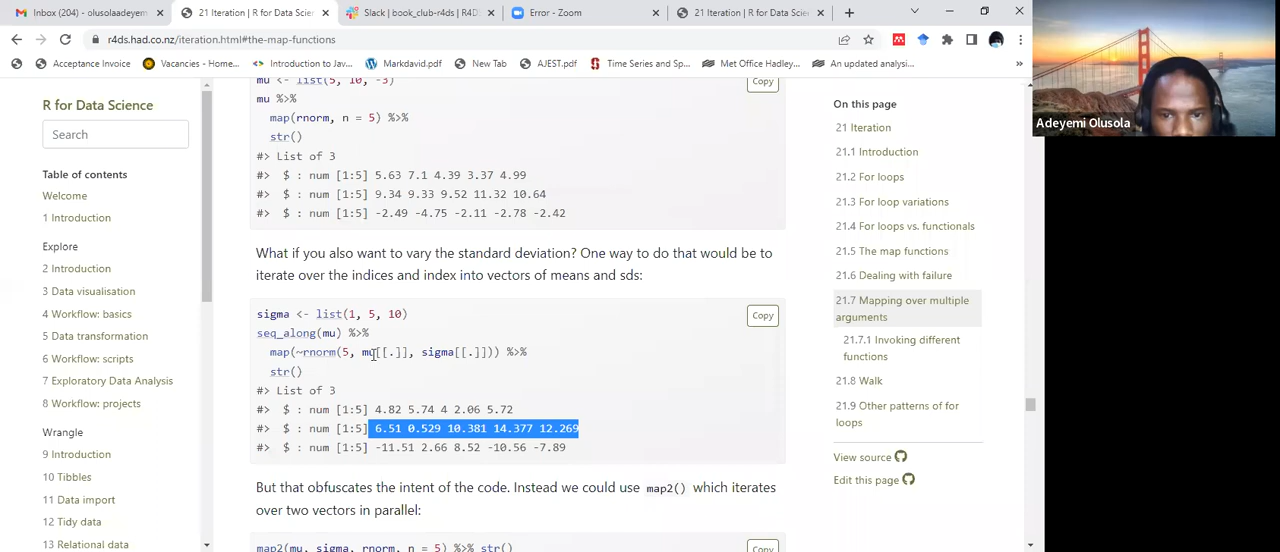 Inbox (204) - olusolaadeyem
21 Iteration | R for Data Science
Slack | book_club-r4ds | R4DS
Error - Zoom
21 Iteration | R for Data Scienc
r4ds.had.co.nz/iteration.html#the-map-functions
Acceptance Invoice
Vacancies - Home...
Introduction to Jav...
Markdavid.pdf
New Tab
AJEST.pdf
Time Series and Sp...
Met Office Hadley...
An updated analysi...
»
Adeyemi Olusola
R for Data Science
Search
Table of contents
Welcome
1 Introduction
Explore
2 Introduction
3 Data visualisation
4 Workflow: basics
5 Data transformation
6 Workflow: scripts
7 Exploratory Data Analysis
8 Workflow: projects
Wrangle
9 Introduction
10 Tibbles
11 Data import
12 Tidy data
13 Relational data
mu <- list(5, 10, -3)
Copy
mu %>%
map(rnorm, n = 5) %>%
str()
#> List of 3
#> $ : num [1:5] 5.63 7.1 4.39 3.37 4.99
#> $ : num [1:5] 9.34 9.33 9.52 11.32 10.64
#> $ : num [1:5] -2.49 -4.75 -2.11 -2.78 -2.42
What if you also want to vary the standard deviation? One way to do that would be to
iterate over the indices and index into vectors of means and sds:
sigma <- list(1, 5, 10)
Copy
seq_along(mu) %>%
map(~rnorm(5, mu[[.]], sigma[[.]])) %>%
str()
#> List of 3
#> $ : num [1:5] 4.82 5.74 4 2.06 5.72
#> $ : num [1:5] 6.51 0.529 10.381 14.377 12.269
#> $ : num [1:5] -11.51 2.66 8.52 -10.56 -7.89
But that obfuscates the intent of the code. Instead we could use map2() which iterates
over two vectors in parallel:
map2(mu, sigma, rnorm, n = 5) %>% str()
Copy
On this page
21 Iteration
21.1 Introduction
21.2 For loops
21.3 For loop variations
21.4 For loops vs. functionals
21.5 The map functions
21.6 Dealing with failure
21.7 Mapping over multiple
arguments
21.7.1 Invoking different
functions
21.8 Walk
21.9 Other patterns of for
loops
View source
Edit this page